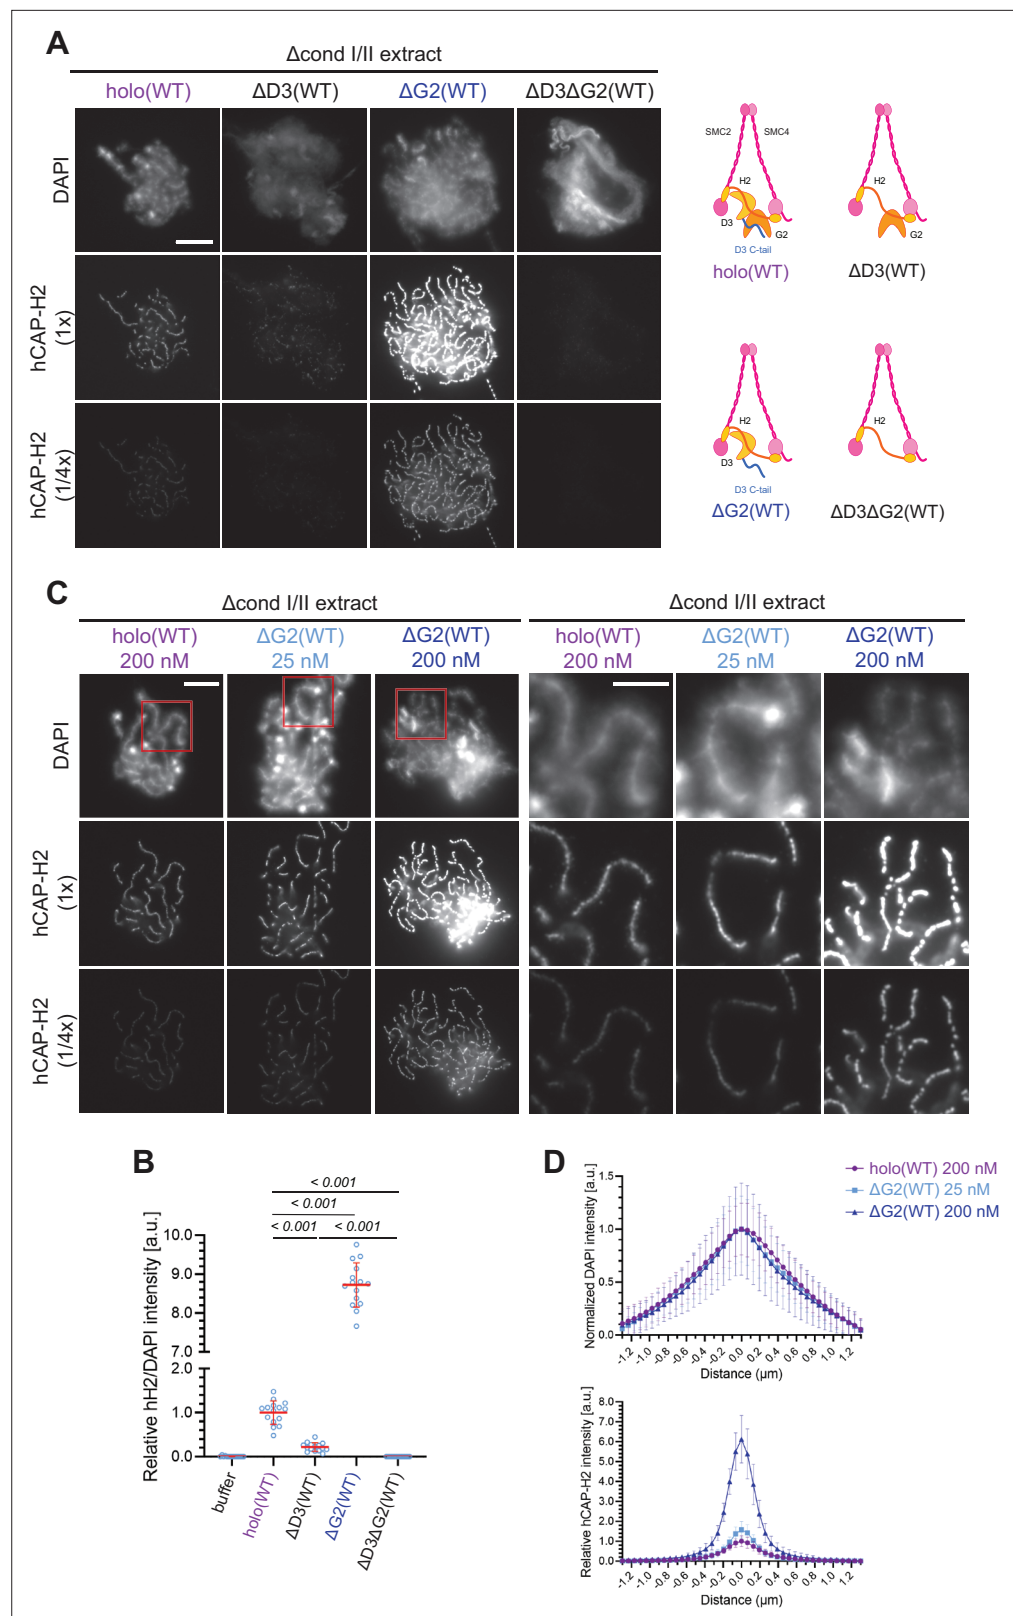 A
Δcond I/II extract
holo(WT) ΔD3(WT) ΔG2(WT) ΔD3ΔG2(WT)
DAPI
hCAP-H2
(1x)
hCAP-H2
(1/4x)
SMC2 SMC4
H2
D3
G2
D3 C-tail
holo(WT)
H2
G2
ΔD3(WT)
H2
D3
D3 C-tail
ΔG2(WT)
H2
ΔD3ΔG2(WT)
C
Δcond I/II extract
holo(WT) ΔG2(WT) ΔG2(WT)
200 nM 25 nM 200 nM
Δcond I/II extract
holo(WT) ΔG2(WT) ΔG2(WT)
200 nM 25 nM 200 nM
DAPI
hCAP-H2
(1x)
hCAP-H2
(1/4x)
B
< 0.001
< 0.001
< 0.001 < 0.001
Relative hH2/DAPI intensity [a.u.]
10.0
9.0
8.0
7.0
2.0
1.0
0.0
buffer
holo(WT)
ΔD3(WT)
ΔG2(WT)
ΔD3ΔG2(WT)
D
holo(WT) 200 nM
ΔG2(WT) 25 nM
ΔG2(WT) 200 nM
Normalized DAPI intensity [a.u.]
1.5
1.0
0.5
0.0
-1.2 -1.0 -0.8 -0.6 -0.4 -0.2 0.0 0.2 0.4 0.6 0.8 1.0 1.2
Distance (μm)
Relative hCAP-H2 intensity [a.u.]
8.0
7.0
6.0
5.0
4.0
3.0
2.0
1.0
0.0
-1.2 -1.0 -0.8 -0.6 -0.4 -0.2 0.0 0.2 0.4 0.6 0.8 1.0 1.2
Distance (μm)